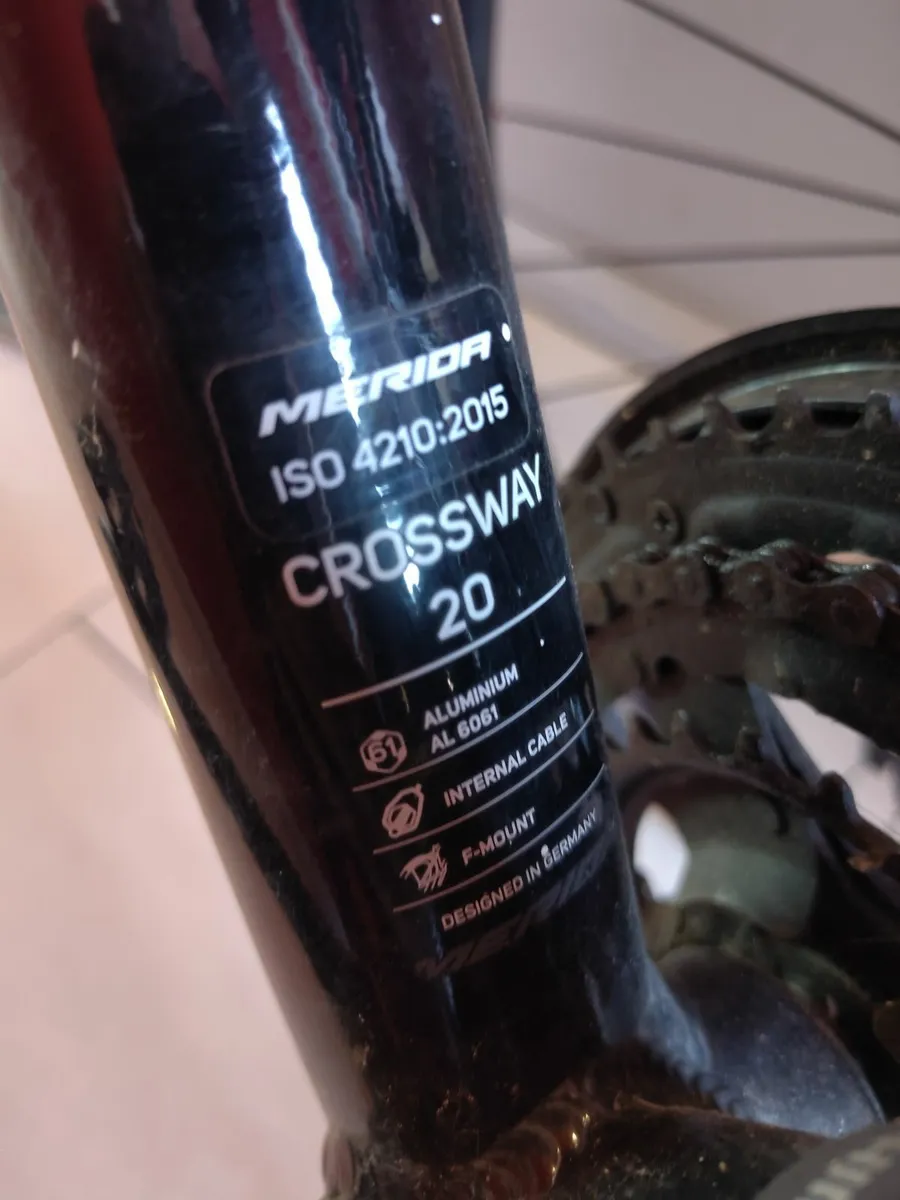 MERIDA
ISO 4210:2015
CROSSWAY
20
61
ALUMINIUM
AL 6061
INTERNAL CABLE
F-MOUNT
DESIGNED IN GERMANY